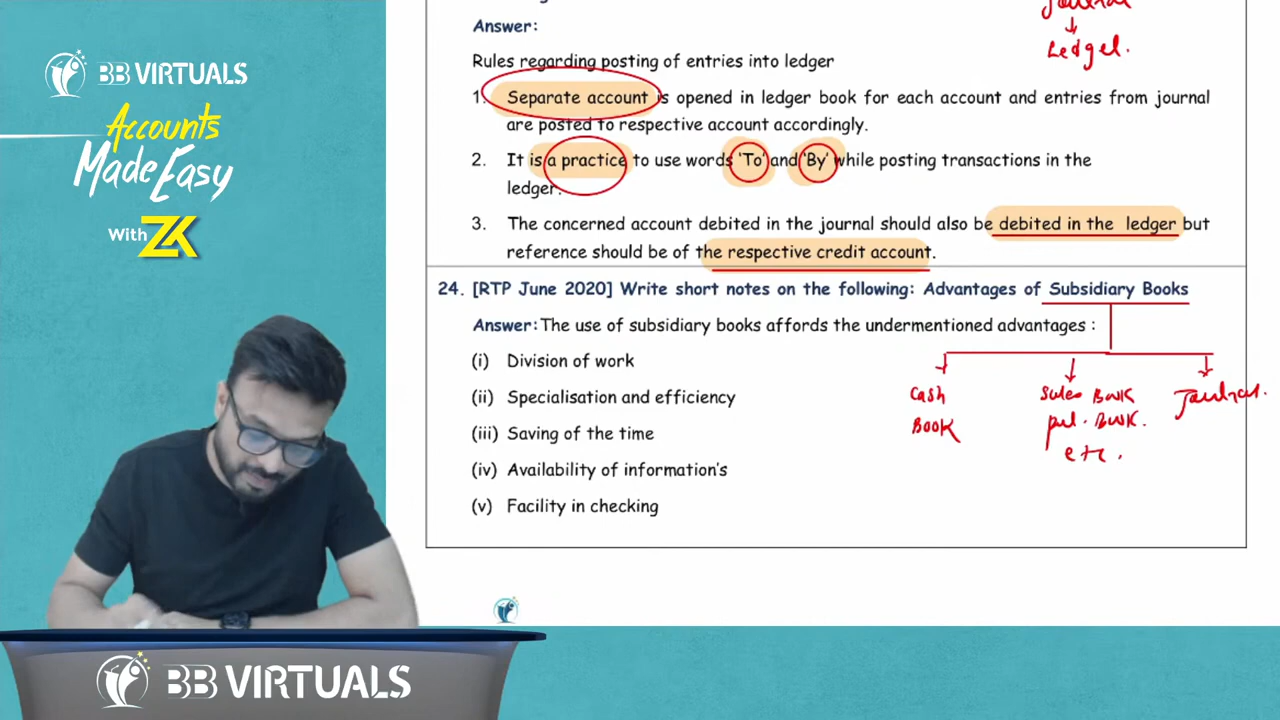 BB VIRTUALS
Accounts
Made Easy
With ZK
Journal
Ledger.
Answer:
Rules regarding posting of entries into ledger
1. Separate account is opened in ledger book for each account and entries from journal
are posted to respective account accordingly.
2. It is a practice to use words 'To' and 'By' while posting transactions in the
ledger.
3. The concerned account debited in the journal should also be debited in the ledger but
reference should be of the respective credit account.
24. [RTP June 2020] Write short notes on the following: Advantages of Subsidiary Books
Answer: The use of subsidiary books affords the undermentioned advantages :
(i) Division of work
(ii) Specialisation and efficiency
(iii) Saving of the time
(iv) Availability of information's
(v) Facility in checking
Cash
Book
Sales Book
pur. Book.
etc.
Journal.
BB VIRTUALS